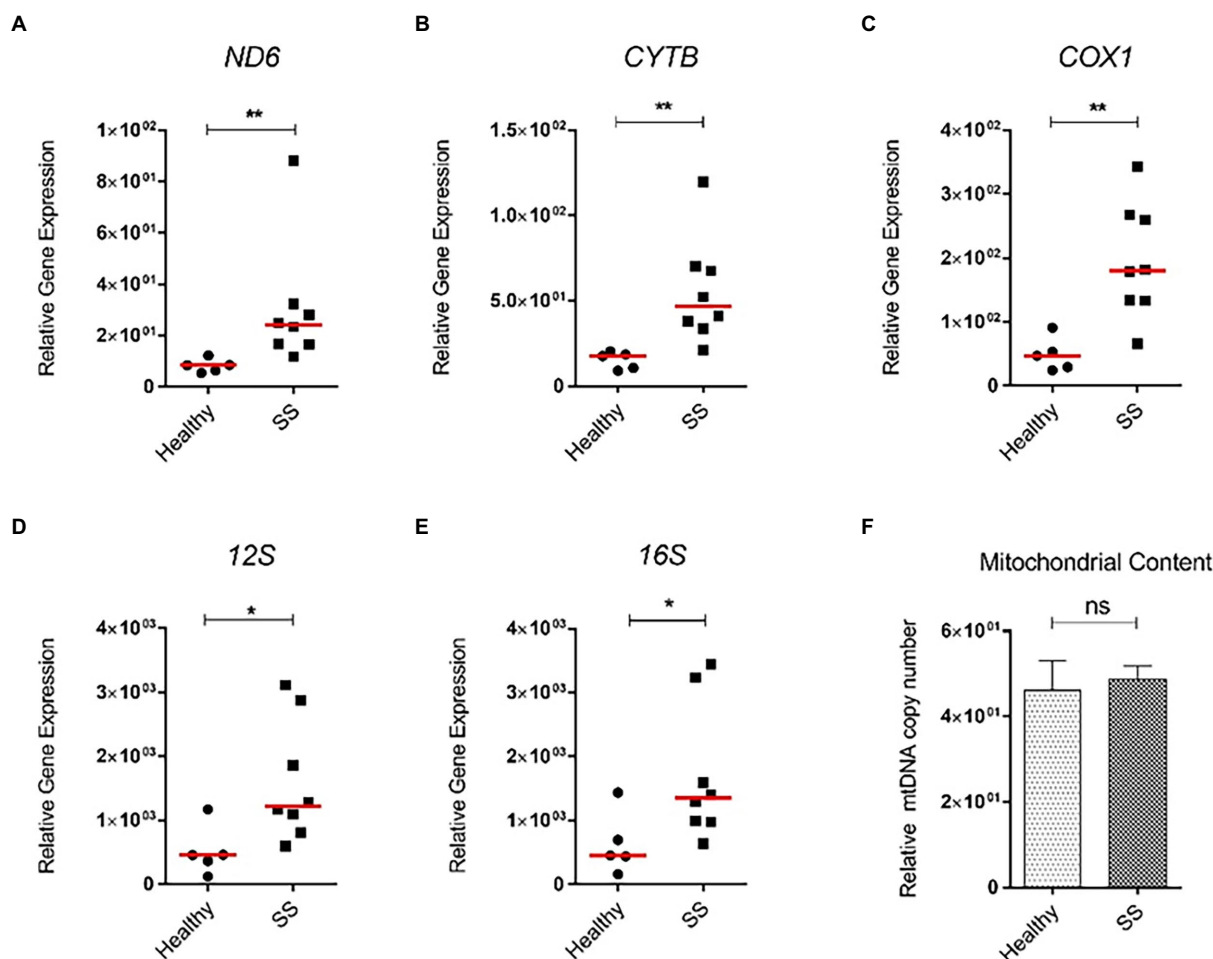 A
ND6
**
Relative Gene Expression
1×10⁰²
8×10⁰¹
6×10⁰¹
4×10⁰¹
2×10⁰¹
0
Healthy
SS
B
CYTB
**
Relative Gene Expression
1.5×10⁰²
1.0×10⁰²
5.0×10⁰¹
0
Healthy
SS
C
COX1
**
Relative Gene Expression
4×10⁰²
3×10⁰²
2×10⁰²
1×10⁰²
0
Healthy
SS
D
12S
*
Relative Gene Expression
4×10⁰³
3×10⁰³
2×10⁰³
1×10⁰³
0
Healthy
SS
E
16S
*
Relative Gene Expression
4×10⁰³
3×10⁰³
2×10⁰³
1×10⁰³
0
Healthy
SS
F
Mitochondrial Content
ns
Relative mtDNA copy number
6×10⁰¹
4×10⁰¹
2×10⁰¹
0
Healthy
SS